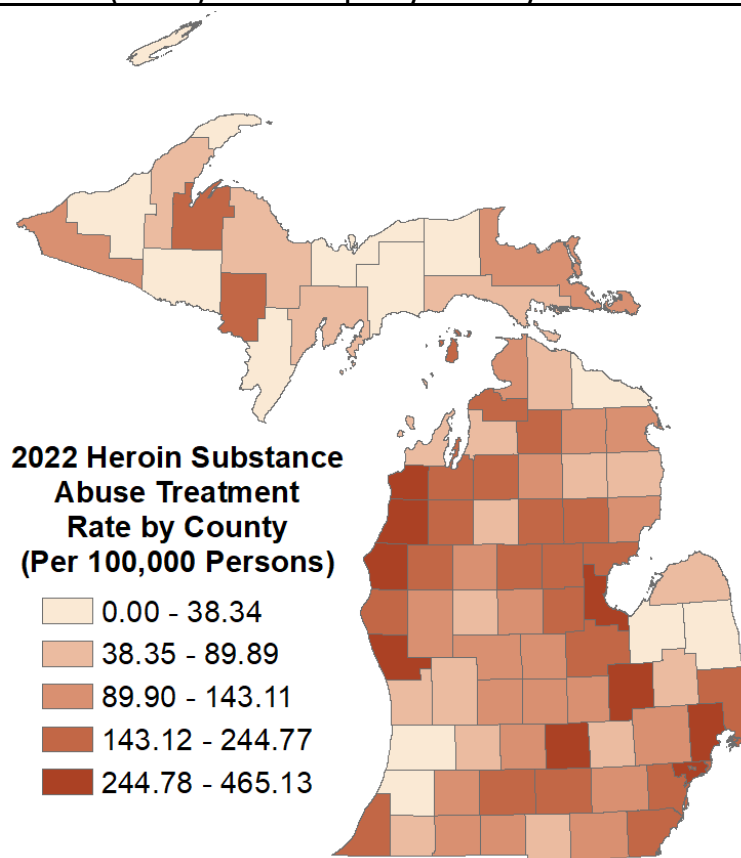 2022 Heroin Substance
Abuse Treatment
Rate by County
(Per 100,000 Persons)
0.00 - 38.34
38.35 - 89.89
89.90 - 143.11
143.12 - 244.77
244.78 - 465.13